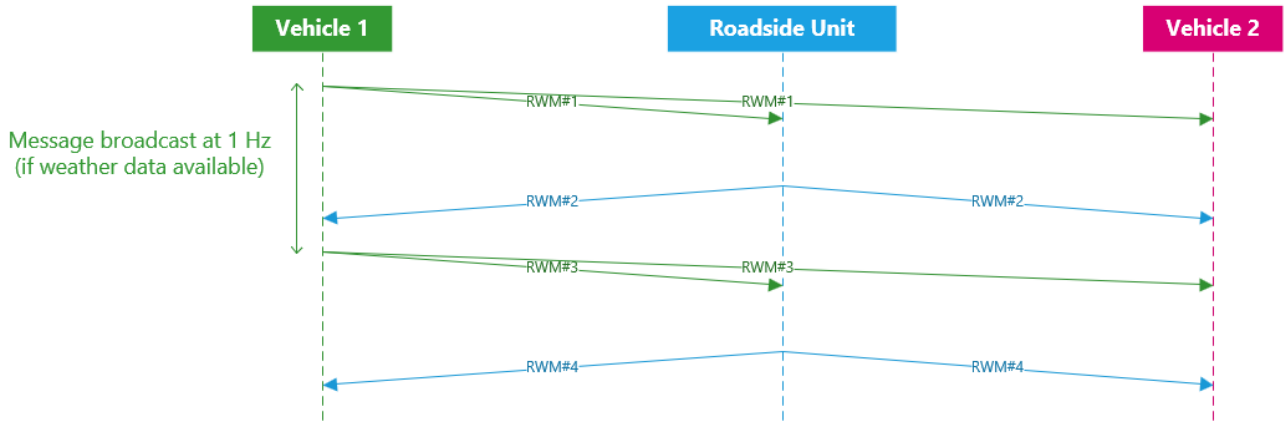 Vehicle 1
Roadside Unit
Vehicle 2
RWM#1
RWM#1
Message broadcast at 1 Hz
(if weather data available)
RWM#2
RWM#2
RWM#3
RWM#3
RWM#4
RWM#4